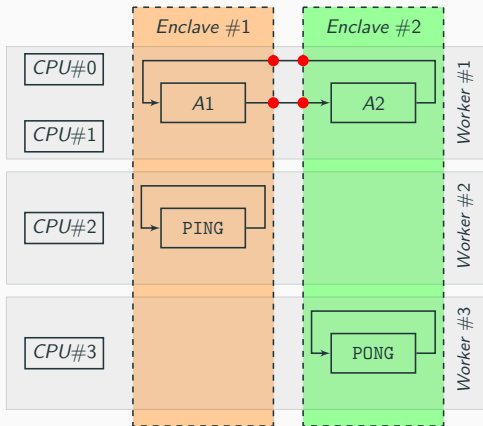 Enclave #1
Enclave #2
CPU#0
A1
A2
Worker #1
CPU#1
CPU#2
PING
Worker #2
CPU#3
PONG
Worker #3